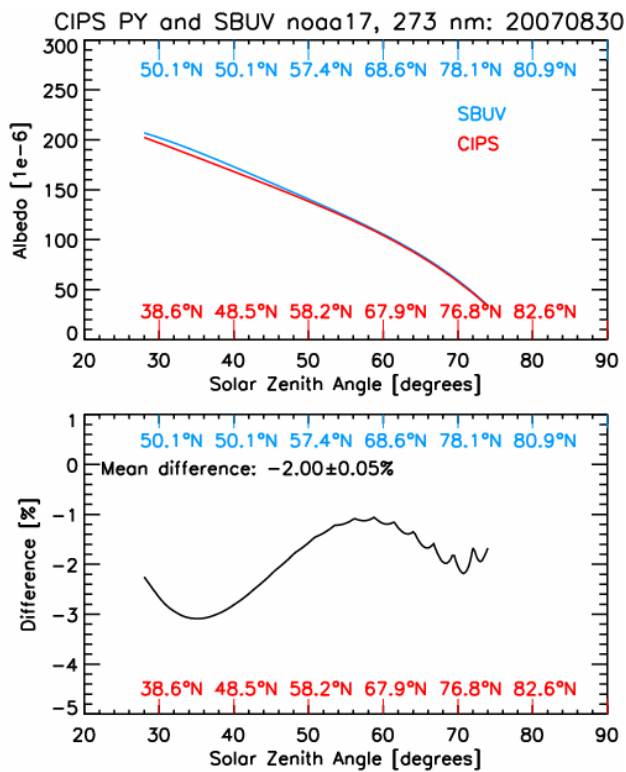 CIPS PY and SBUV noaa17, 273 nm: 20070830
300
50.1°N 50.1°N 57.4°N 68.6°N 78.1°N 80.9°N
250
SBUV
200
CIPS
150
Albedo [1e-6]
100
50
38.6°N 48.5°N 58.2°N 67.9°N 76.8°N 82.6°N
0
20 30 40 50 60 70 80 90
Solar Zenith Angle [degrees]
1
50.1°N 50.1°N 57.4°N 68.6°N 78.1°N 80.9°N
0
Mean difference: -2.00±0.05%
-1
Difference [%]
-2
-3
-4
38.6°N 48.5°N 58.2°N 67.9°N 76.8°N 82.6°N
-5
20 30 40 50 60 70 80 90
Solar Zenith Angle [degrees]